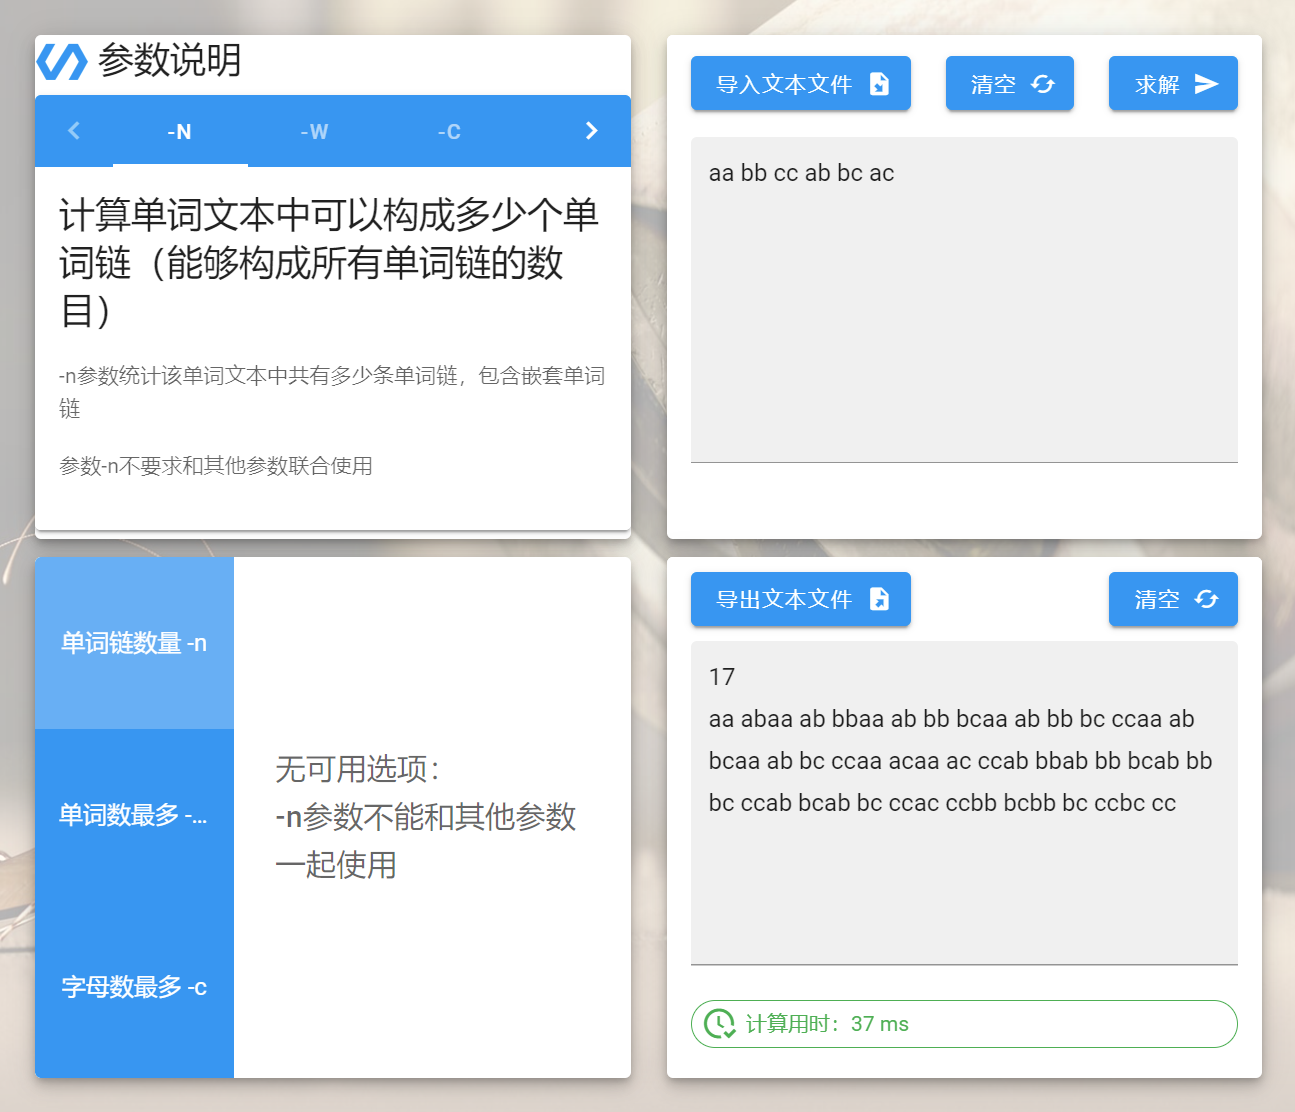 参数说明
-N
-W
-C
计算单词文本中可以构成多少个单
词链（能够构成所有单词链的数
目）
-n参数统计该单词文本中共有多少条单词链，包含嵌套单词
链
参数-n不要求和其他参数联合使用
导入文本文件
清空
求解
aa bb cc ab bc ac
单词链数量 -n
单词数最多 -...
字母数最多 -c
无可用选项：
-n参数不能和其他参数
一起使用
导出文本文件
清空
17
aa abaa ab bbaa ab bb bcaa ab bb bc ccaa ab
bcaa ab bc ccaa acaa ac ccab bbab bb bcab bb
bc ccab bcab bc ccac ccbb bcbb bc ccbc cc
计算用时：37 ms